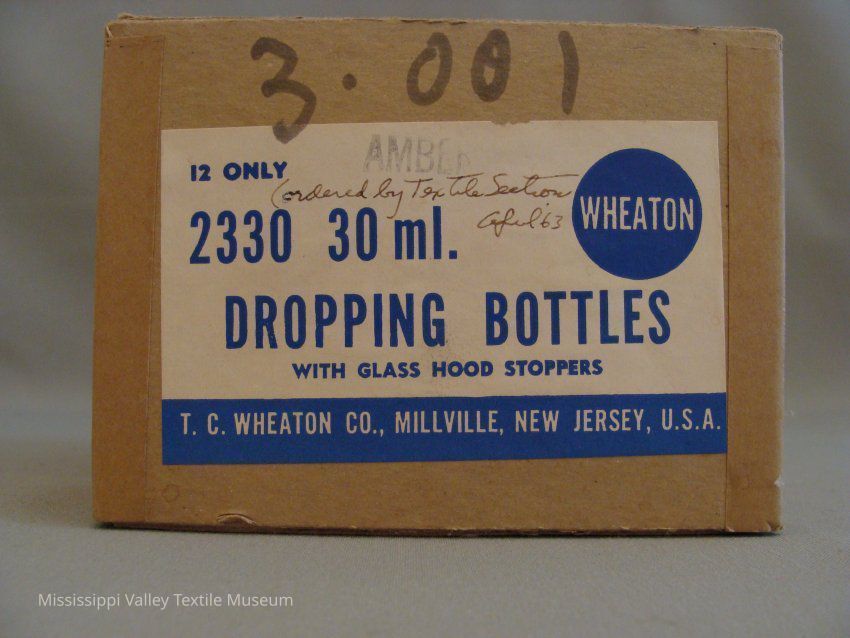 3.001
AMBER
12 ONLY
(ordered by Textile Section
April '63
2330 30 ml.
WHEATON
DROPPING BOTTLES
WITH GLASS HOOD STOPPERS
T. C. WHEATON CO., MILLVILLE, NEW JERSEY, U.S.A.
Mississippi Valley Textile Museum